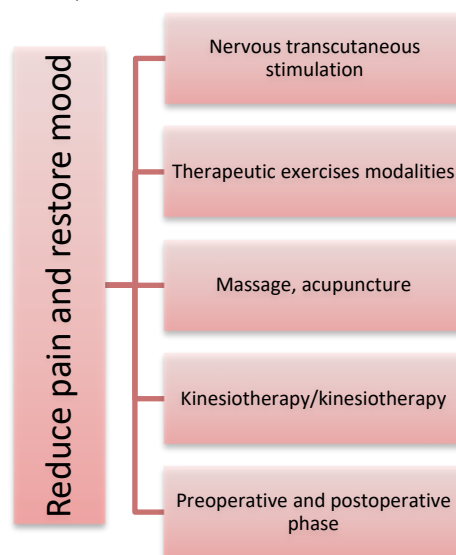 Reduce pain and restore mood
Nervous transcutaneous
stimulation
Therapeutic exercises modalities
Massage, acupuncture
Kinesiotherapy/kinesiotherapy
Preoperative and postoperative
phase